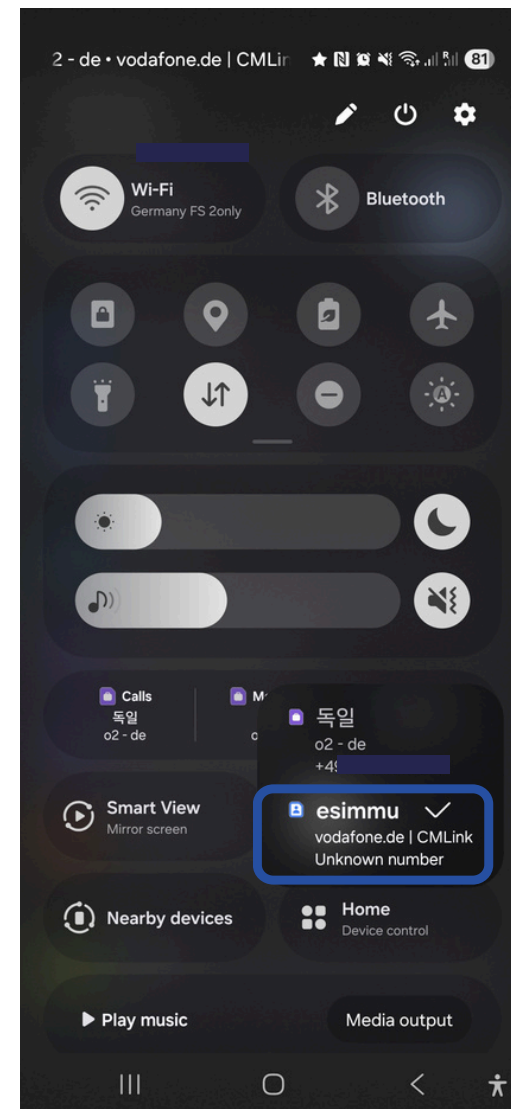 2 - de • vodafone.de | CMLin
R
81
Wi-Fi
Germany FS 2only
Bluetooth
A
Calls
독일
o2 - de
독일
o2 - de
+49
esimmu
vodafone.de | CMLink
Unknown number
Smart View
Mirror screen
Nearby devices
Home
Device control
Play music
Media output